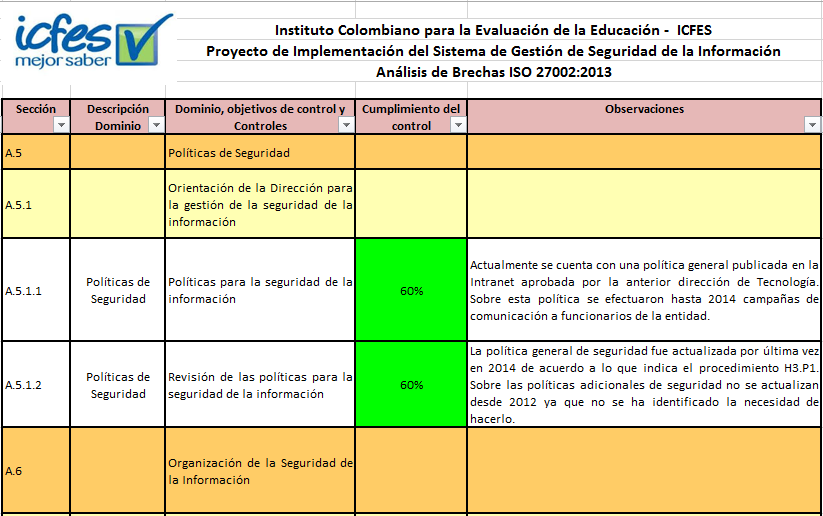 icfes
mejor saber
Instituto Colombiano para la Evaluación de la Educación - ICFES
Proyecto de Implementación del Sistema de Gestión de Seguridad de la Información
Análisis de Brechas ISO 27002:2013
Sección
Descripción
Dominio
Dominio, objetivos de control y
Controles
Cumplimiento del
control
Observaciones
A.5
Políticas de Seguridad
A.5.1
Orientación de la Dirección para
la gestión de la seguridad de la
información
A.5.1.1
Políticas de
Seguridad
Políticas para la seguridad de la
información
60%
Actualmente se cuenta con una política general publicada en la
Intranet aprobada por la anterior dirección de Tecnología.
Sobre esta política se efectuaron hasta 2014 campañas de
comunicación a funcionarios de la entidad.
A.5.1.2
Políticas de
Seguridad
Revisión de las políticas para la
seguridad de la información
60%
La política general de seguridad fue actualizada por última vez
en 2014 de acuerdo a lo que indica el procedimiento H3.P1.
Sobre las políticas adicionales de seguridad no se actualizan
desde 2012 ya que no se ha identificado la necesidad de
hacerlo.
A.6
Organización de la Seguridad de
la Información